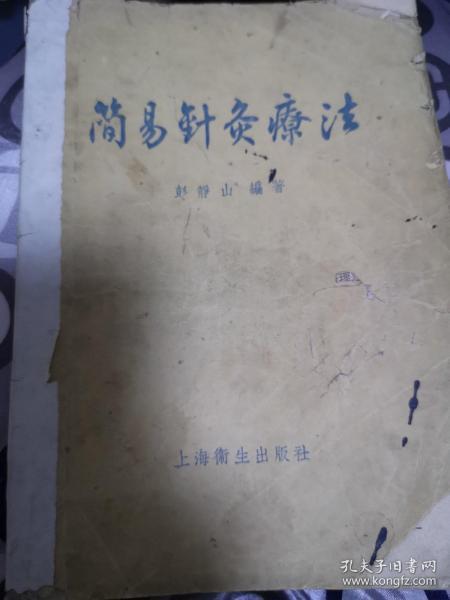 簡易針灸療法
彭靜山 編著
上海衛生出版社
孔夫子旧书网
www.kongfz.com